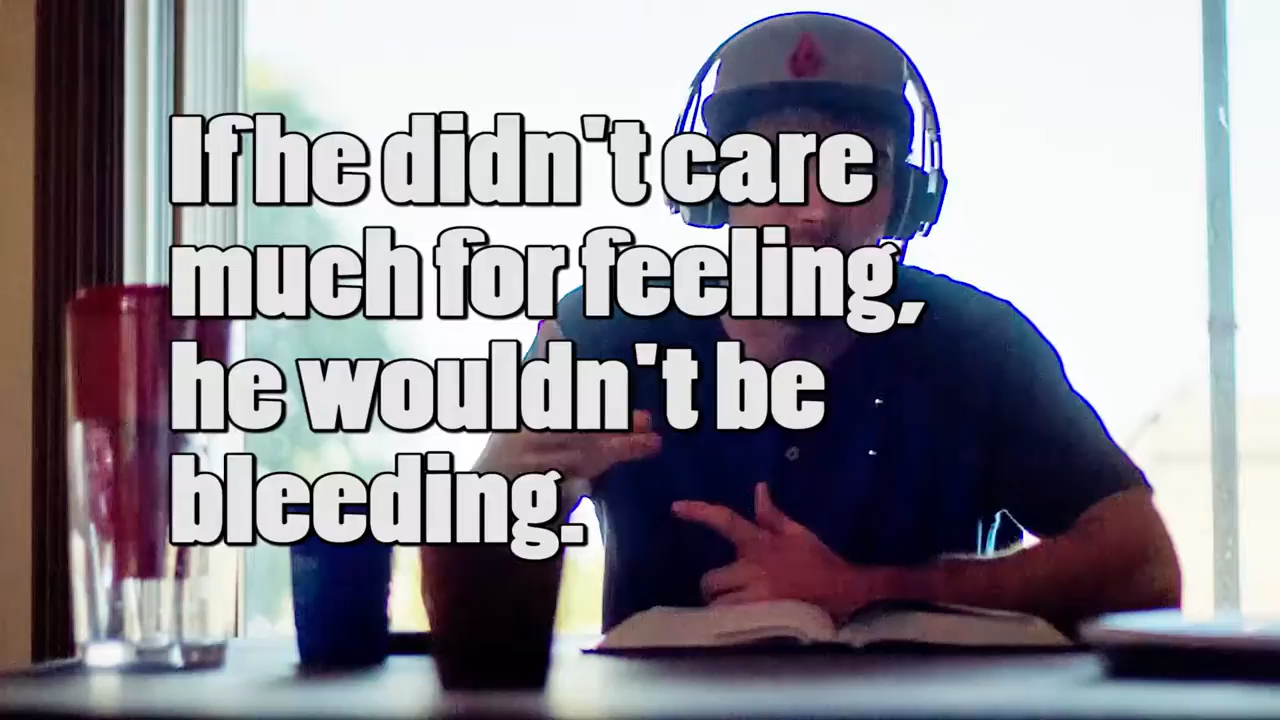 If he didn't care
much for feeling,
he wouldn't be
bleeding.